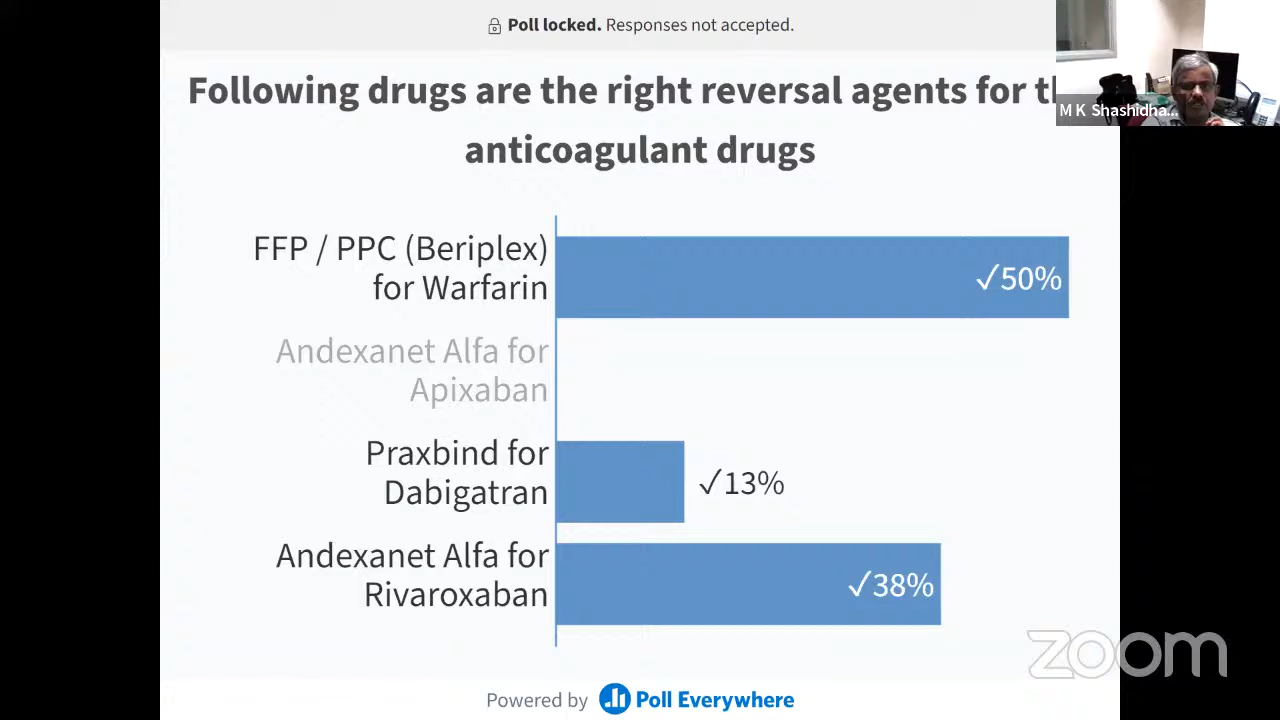 Poll locked. Responses not accepted.
Following drugs are the right reversal agents for th
anticoagulant drugs
M K Shashidha...
FFP / PPC (Beriplex)
for Warfarin
✓50%
Andexanet Alfa for
Apixaban
Praxbind for
Dabigatran
✓13%
Andexanet Alfa for
Rivaroxaban
✓38%
zoom
Powered by Poll Everywhere